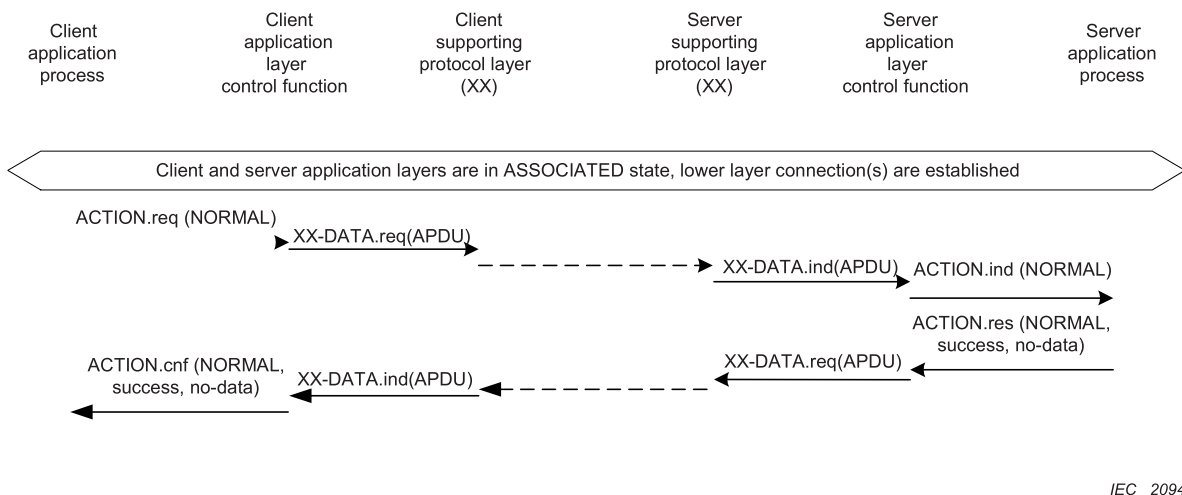 Client
application
process
Client
application
layer
control function
Client
supporting
protocol layer
(XX)
Server
supporting
protocol layer
(XX)
Server
application
layer
control function
Server
application
process
Client and server application layers are in ASSOCIATED state, lower layer connection(s) are established
ACTION.req (NORMAL)
XX-DATA.req(APDU)
XX-DATA.ind(APDU)
ACTION.ind (NORMAL)
ACTION.res (NORMAL,
success, no-data)
XX-DATA.req(APDU)
XX-DATA.ind(APDU)
ACTION.cnf (NORMAL,
success, no-data)
IEC 2094